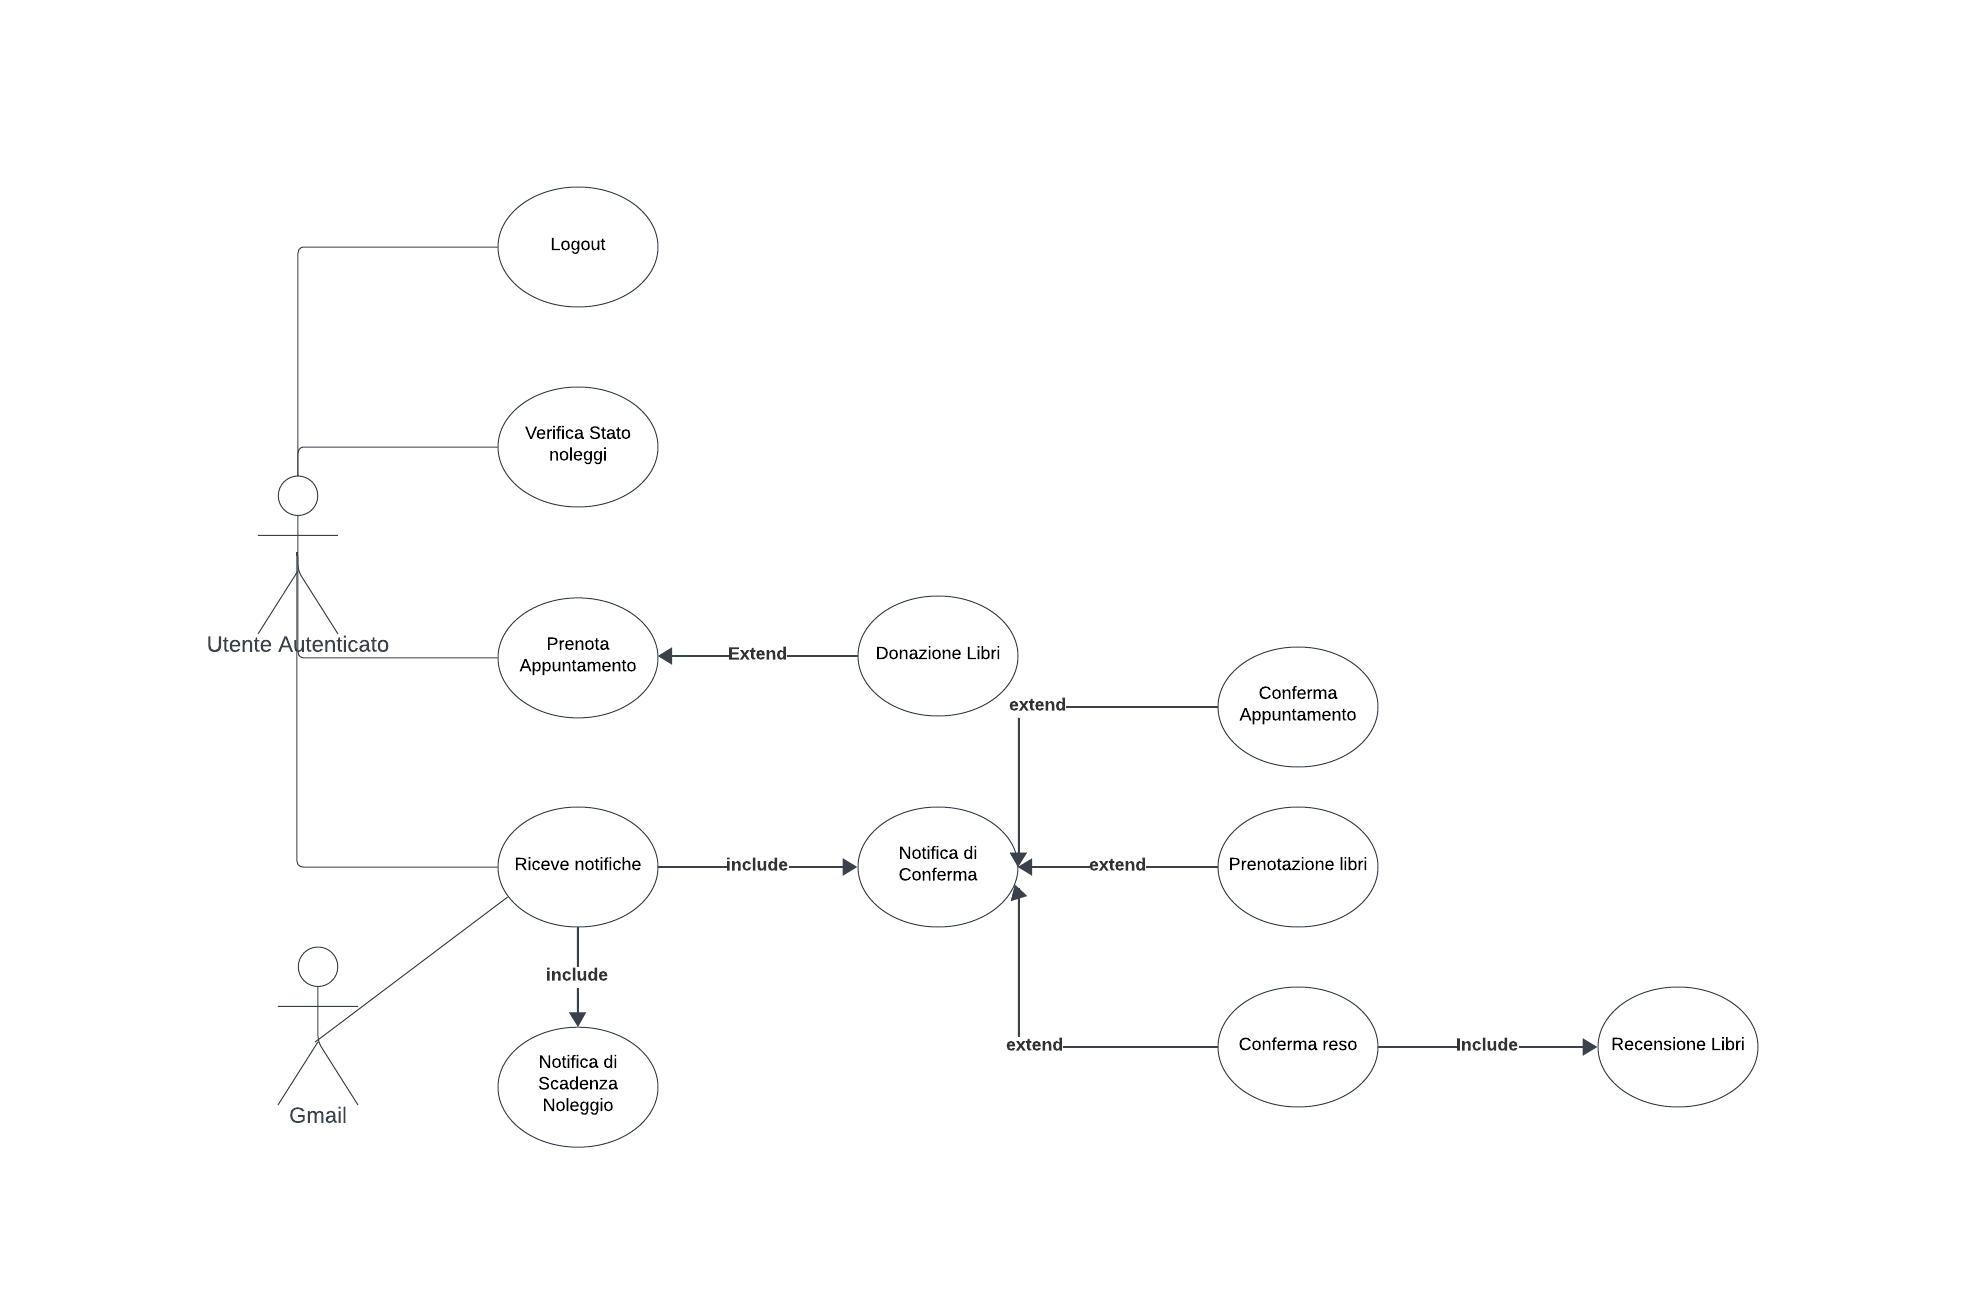 Logout
Verifica Stato
noleggi
Utente Autenticato
Prenota
Appuntamento
Extend
Donazione Libri
extend
Conferma
Appuntamento
Riceve notifiche
include
Notifica di
Conferma
extend
Prenotazione libri
include
Notifica di
Scadenza
Noleggio
extend
Conferma reso
Include
Recensione Libri
Gmail